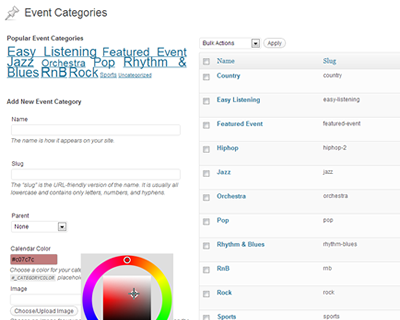 Event Categories
Popular Event Categories
Easy Listening Featured Event
Jazz Orchestra Pop Rhythm &
Blues RnB Rock Sports Uncategorized
Add New Event Category
Name
The name is how it appears on your site.
Slug
The "slug" is the URL-friendly version of the name. It is usually all
lowercase and contains only letters, numbers, and hyphens.
Parent
None
Calendar Color
#c07c7c
Choose a color for your cale
#_CATEGORYCOLOR placehol
Image
Choose/Upload Image
Bulk Actions Apply
Name Slug
Country country
Easy Listening easy-listening
Featured Event featured-event
Hiphop hiphop-2
Jazz jazz
Orchestra orchestra
Pop pop
Rhythm & Blues rhythm-blues
RnB rnb
Rock rock
Sports sports